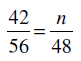 42/56 = n/48